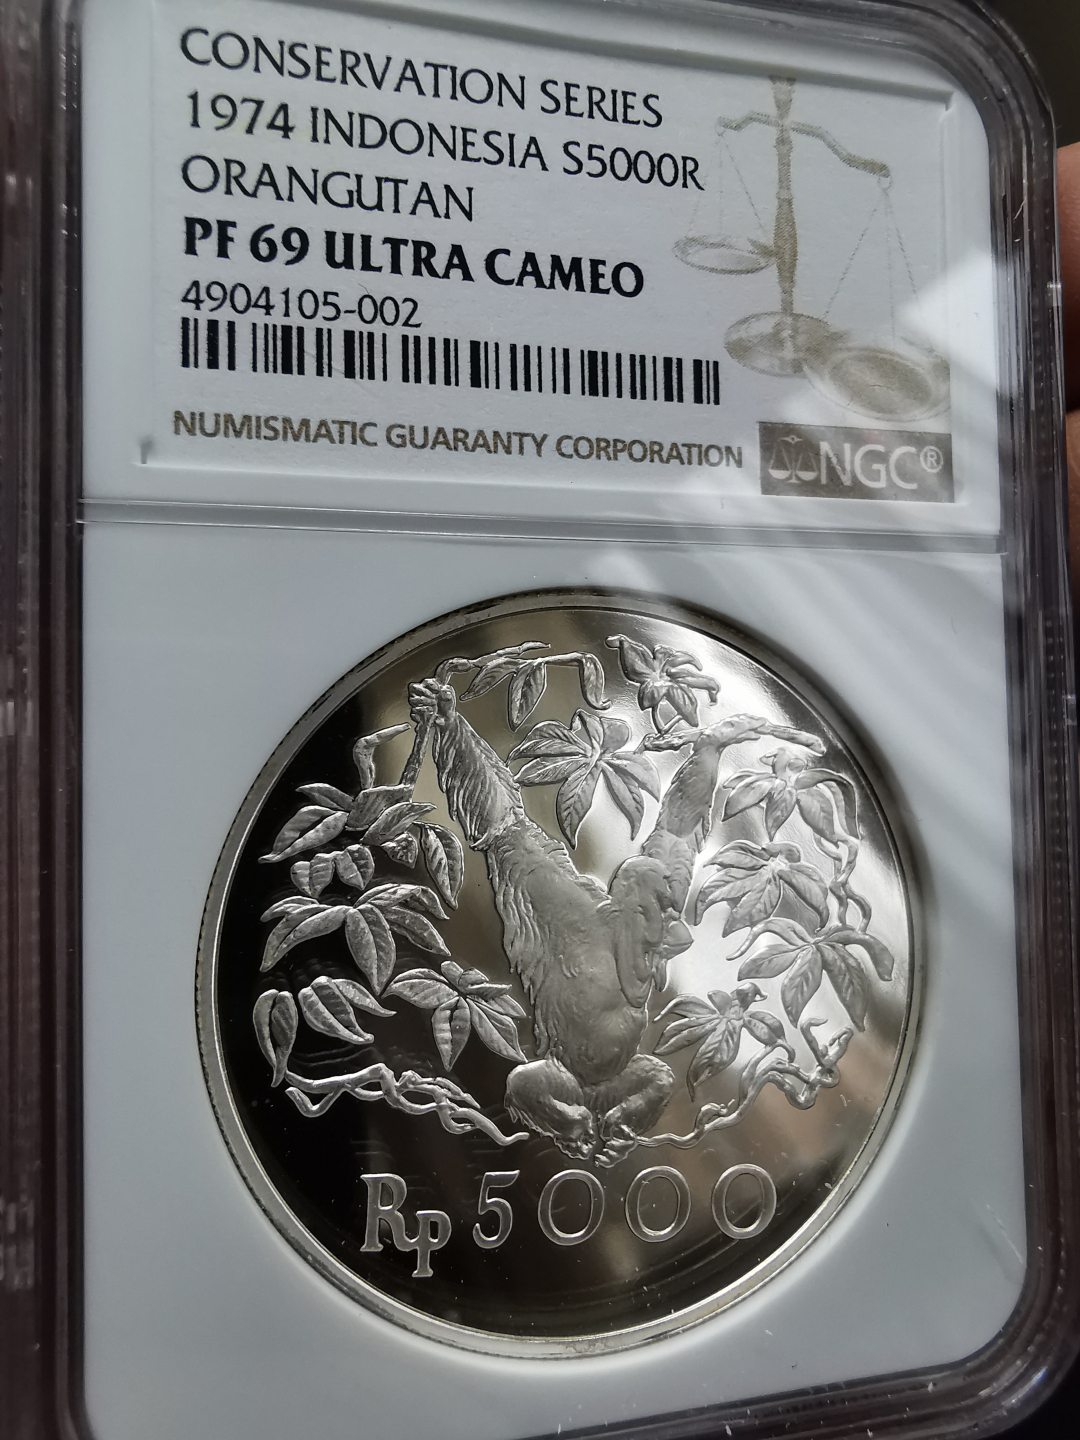 CONSERVATION SERIES
1974 INDONESIA S5000R
ORANGUTAN
PF 69 ULTRA CAMEO
4904105-002
NUMISMATIC GUARANTY CORPORATION
NGC®
Rp 5000